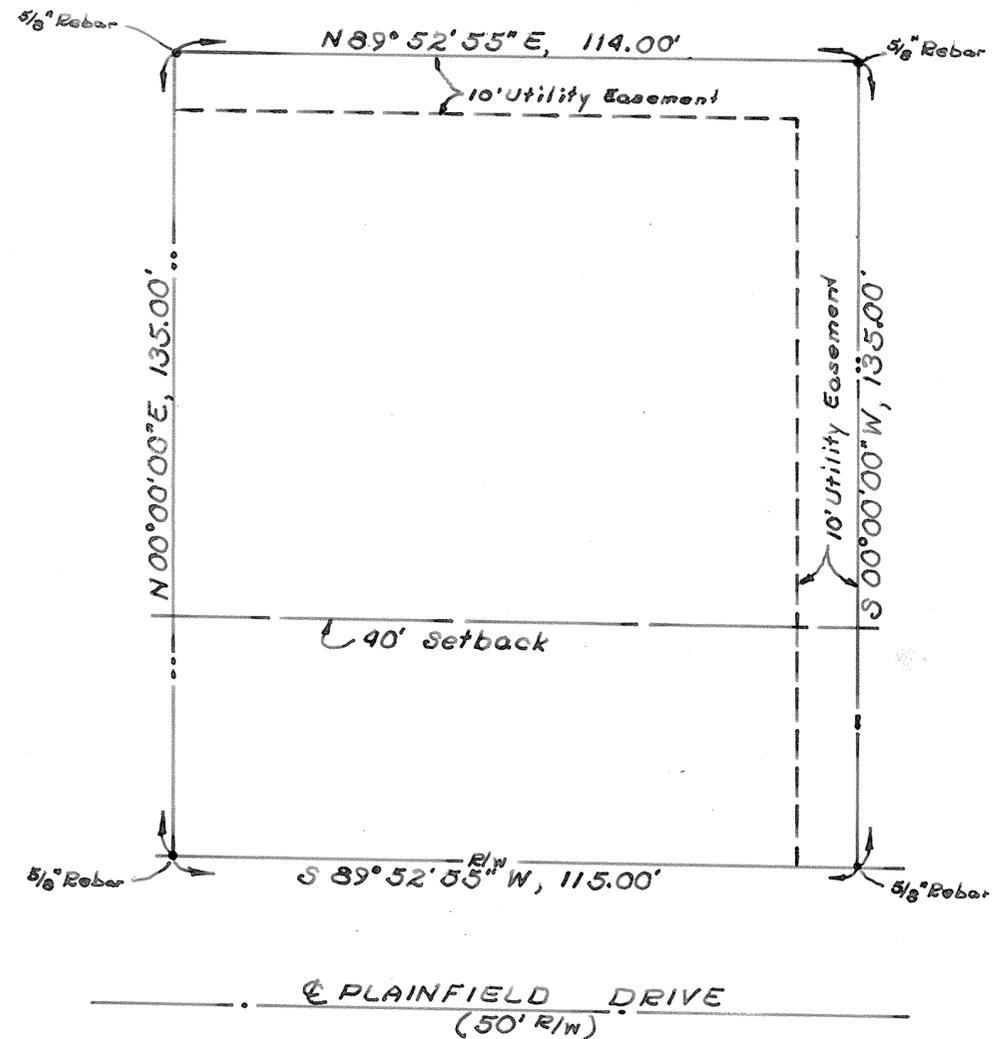 5/8" Rebar
N 89° 52' 55" E, 114.00'
5/8" Rebar
10' Utility Easement
N 00°00'00" E, 135.00'
10' Utility Easement
S 00°00'00" W, 135.00'
40' Setback
R/W
S 89° 52' 55" W, 115.00'
5/8" Rebar
5/8" Rebar
℄ PLAINFIELD DRIVE
(50' R/W)